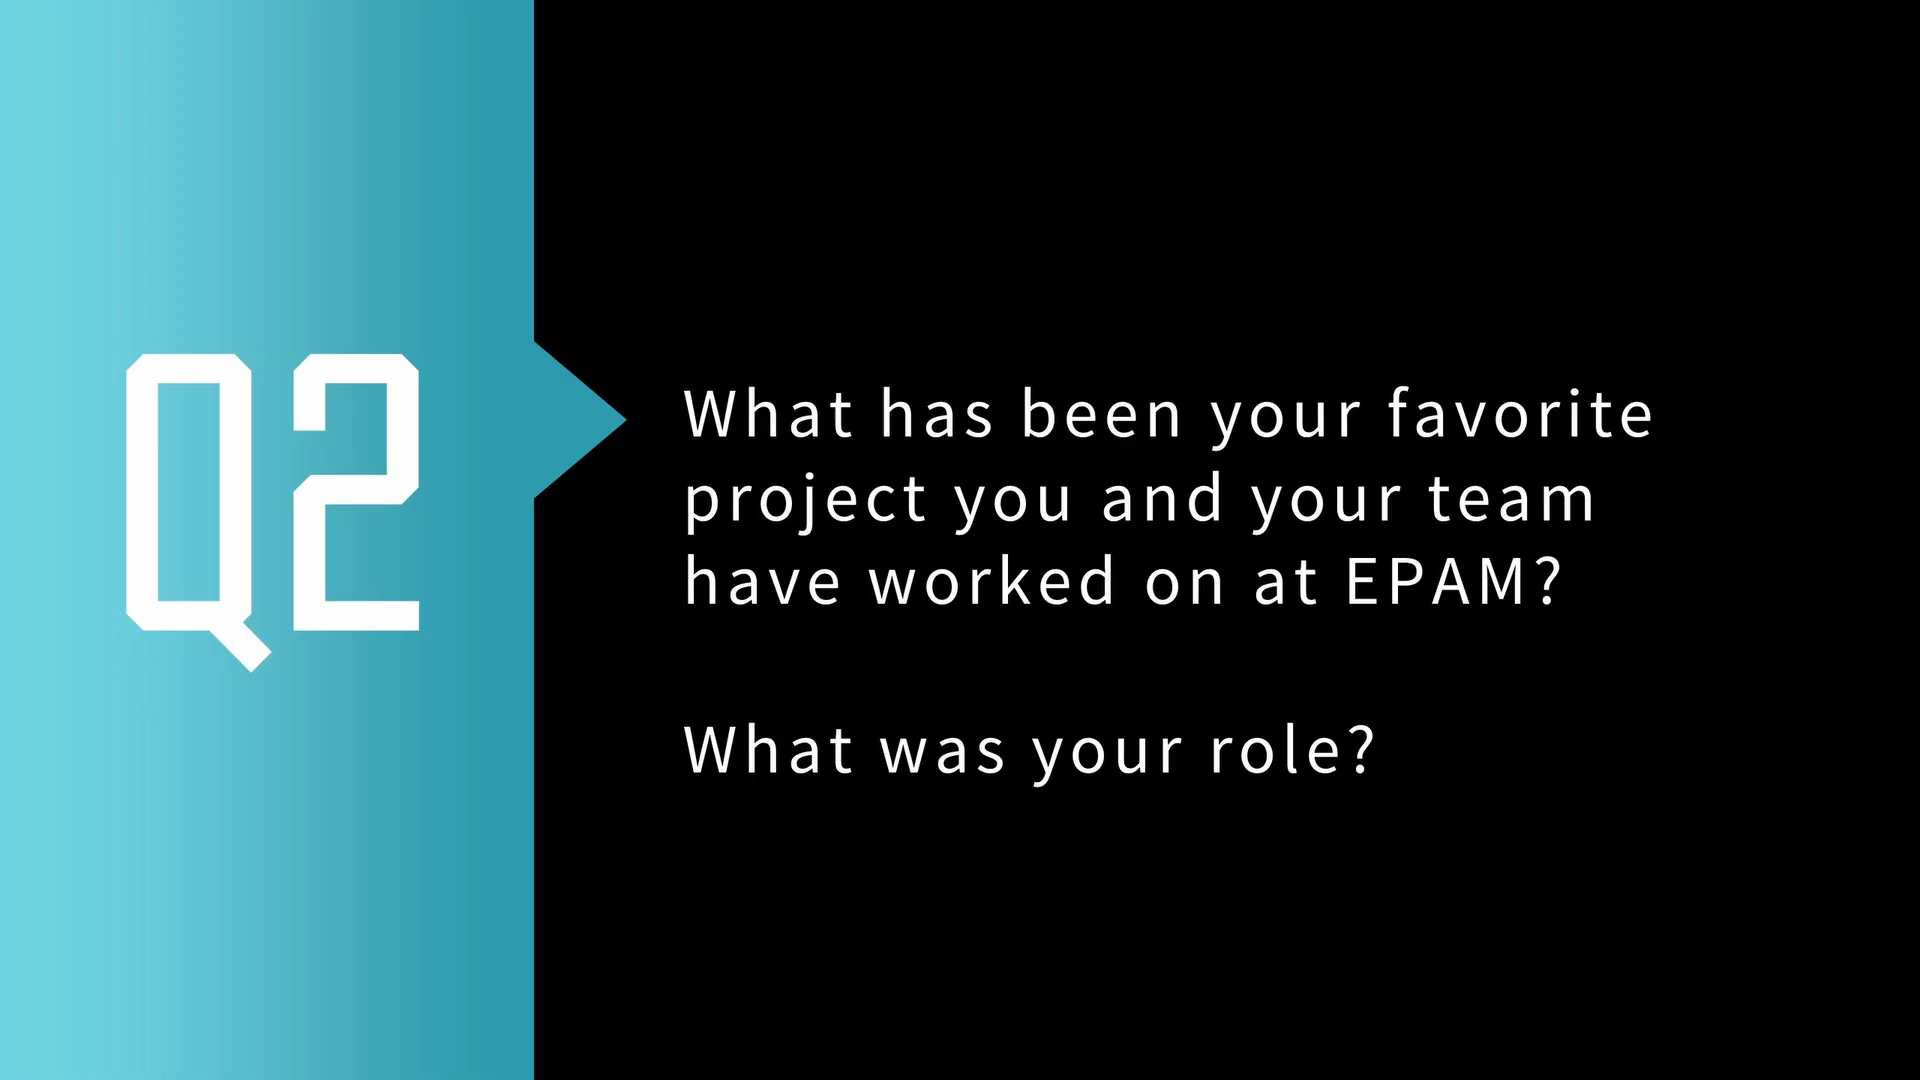 Q2
What has been your favorite
project you and your team
have worked on at EPAM?
What was your role?